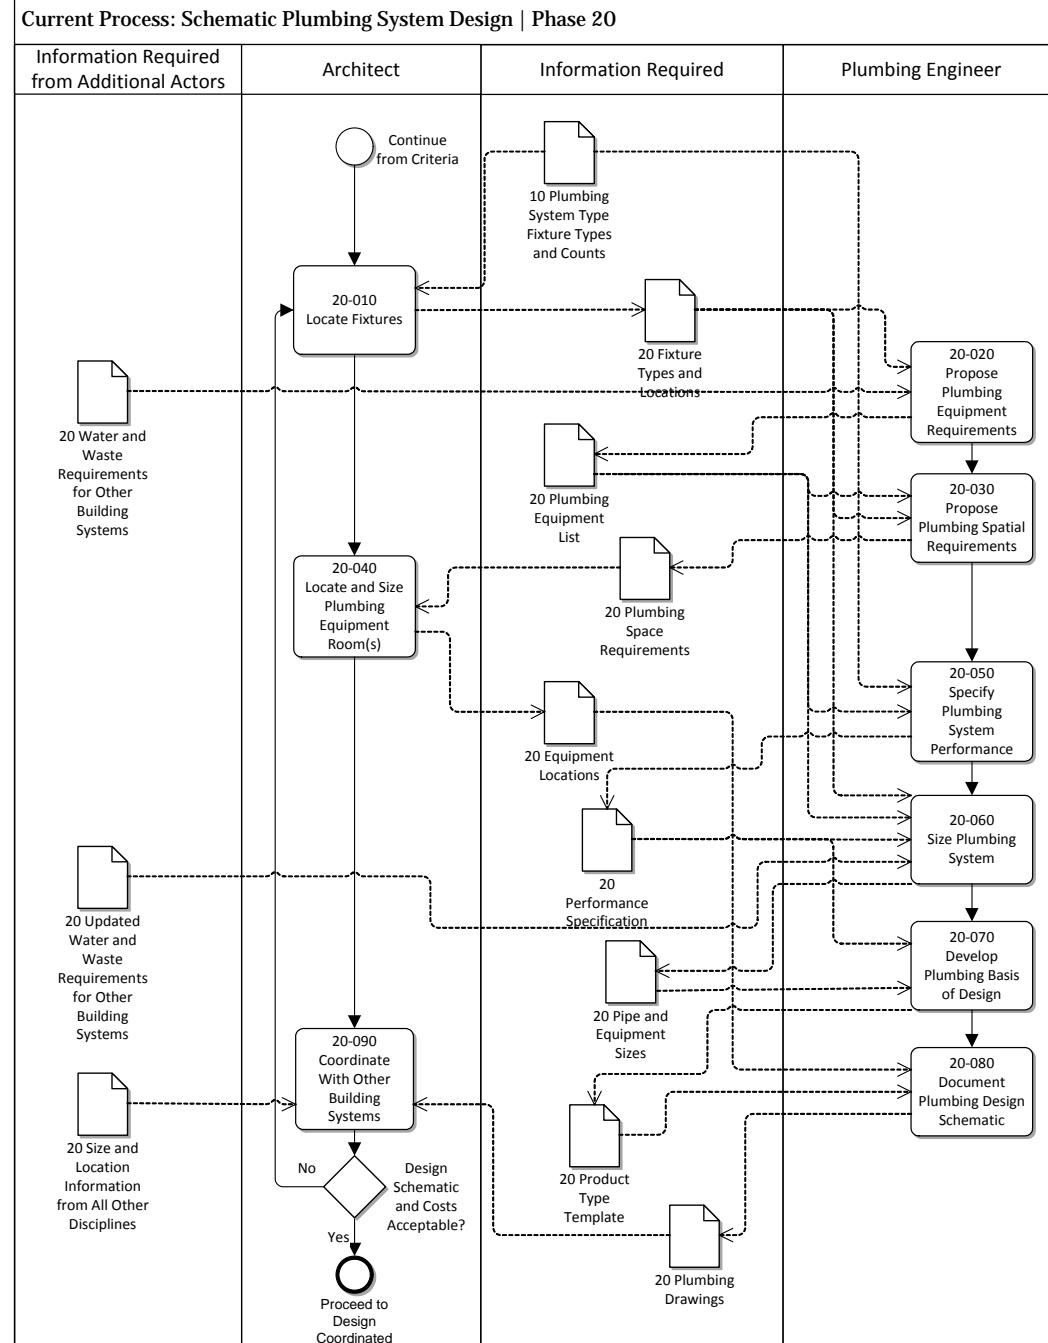 Current Process: Schematic Plumbing System Design | Phase 20
Information Required
from Additional Actors
Architect
Information Required
Plumbing Engineer
Continue
from Criteria
10 Plumbing
System Type
Fixture Types
and Counts
20-010
Locate Fixtures
20 Fixture
Types and
Locations
20-020
Propose
Plumbing
Equipment
Requirements
20 Water and
Waste
Requirements
for Other
Building
Systems
20 Plumbing
Equipment
List
20-030
Propose
Plumbing Spatial
Requirements
20-040
Locate and Size
Plumbing
Equipment
Room(s)
20 Plumbing
Space
Requirements
20-050
Specify
Plumbing
System
Performance
20 Equipment
Locations
20-060
Size Plumbing
System
20
Performance
Specification
20 Updated
Water and
Waste
Requirements
for Other
Building
Systems
20-070
Develop
Plumbing Basis
of Design
20 Pipe and
Equipment
Sizes
20-090
Coordinate
With Other
Building
Systems
20-080
Document
Plumbing Design
Schematic
20 Size and
Location
Information
from All Other
Disciplines
No
Design
Schematic
and Costs
Acceptable?
20 Product
Type
Template
Yes
20 Plumbing
Drawings
Proceed to
Design
Coordinated